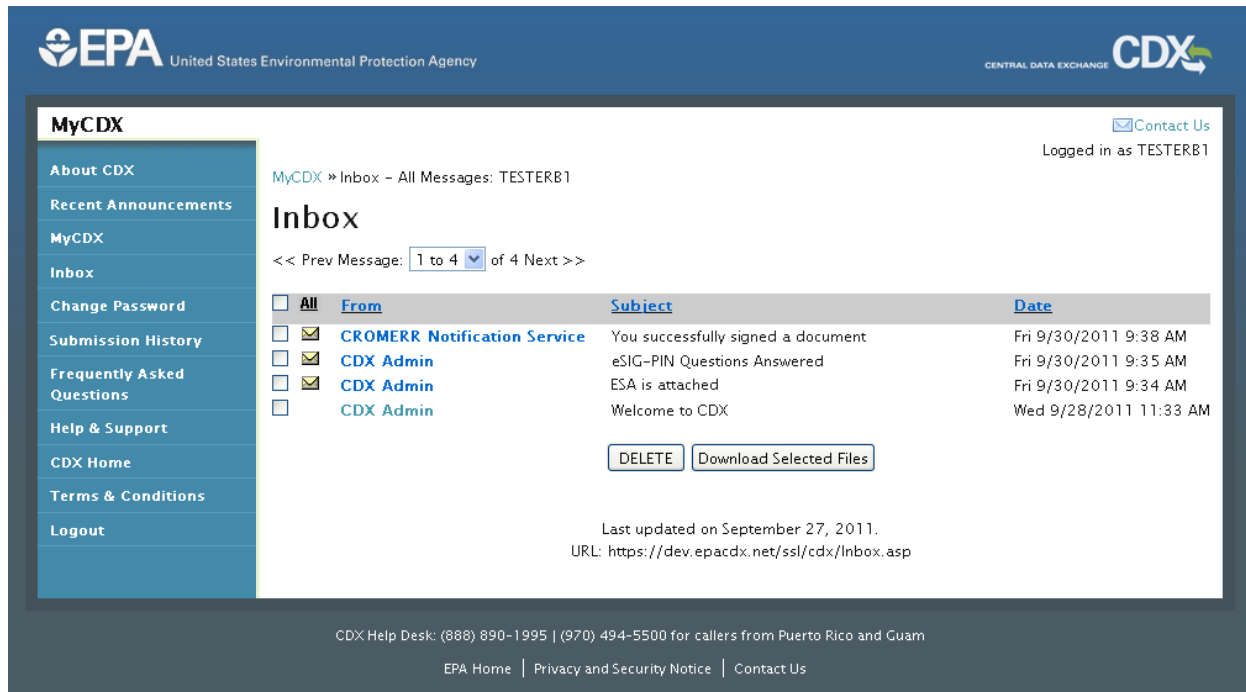 EPA United States Environmental Protection Agency
CENTRAL DATA EXCHANGE CDX
MyCDX
Contact Us
Logged in as TESTERB1
About CDX
Recent Announcements
MyCDX
Inbox
Change Password
Submission History
Frequently Asked
Questions
Help & Support
CDX Home
Terms & Conditions
Logout
MyCDX » Inbox - All Messages: TESTERB1
Inbox
<< Prev Message: 1 to 4 of 4 Next >>
All From Subject Date
CROMERR Notification Service You successfully signed a document Fri 9/30/2011 9:38 AM
CDX Admin eSIG-PIN Questions Answered Fri 9/30/2011 9:35 AM
CDX Admin ESA is attached Fri 9/30/2011 9:34 AM
CDX Admin Welcome to CDX Wed 9/28/2011 11:33 AM
DELETE Download Selected Files
Last updated on September 27, 2011.
URL: https://dev.epacdx.net/ssl/cdx/Inbox.asp
CDX Help Desk: (888) 890-1995 | (970) 494-5500 for callers from Puerto Rico and Guam
EPA Home | Privacy and Security Notice | Contact Us